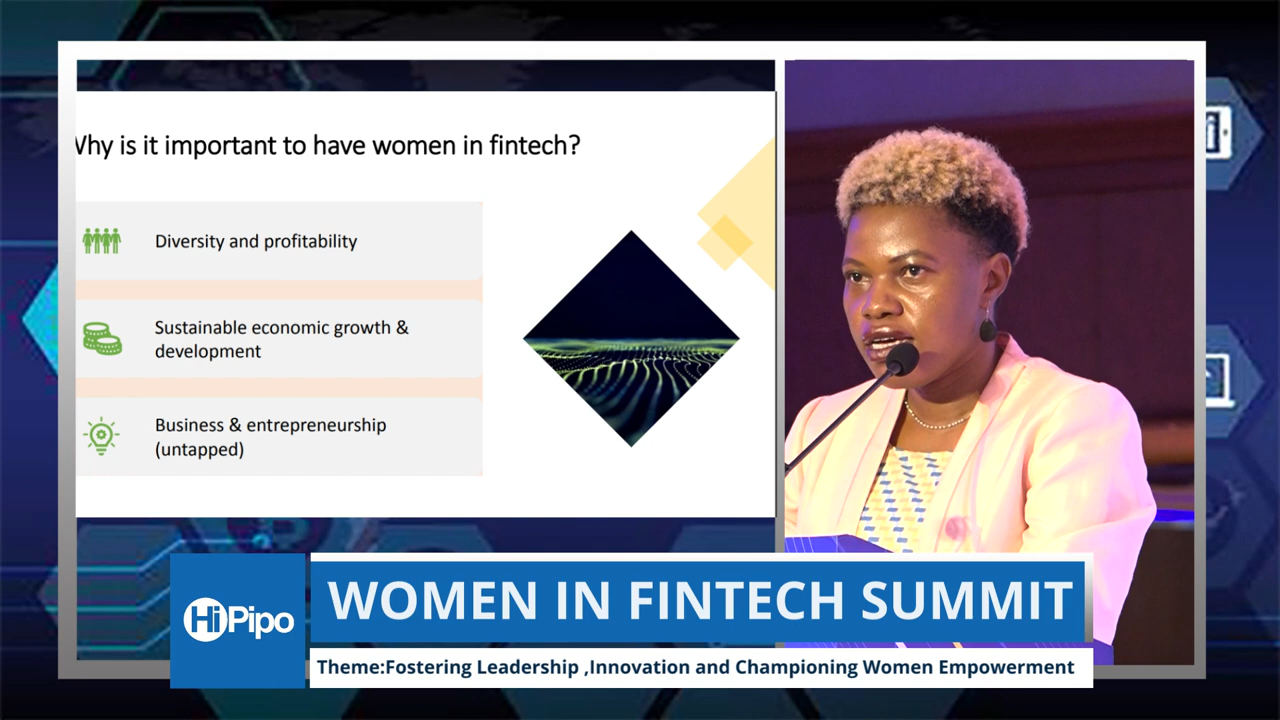 Why is it important to have women in fintech?
Diversity and profitability
Sustainable economic growth &
development
Business & entrepreneurship
(untapped)
HiPipo
WOMEN IN FINTECH SUMMIT
Theme:Fostering Leadership ,Innovation and Championing Women Empowerment